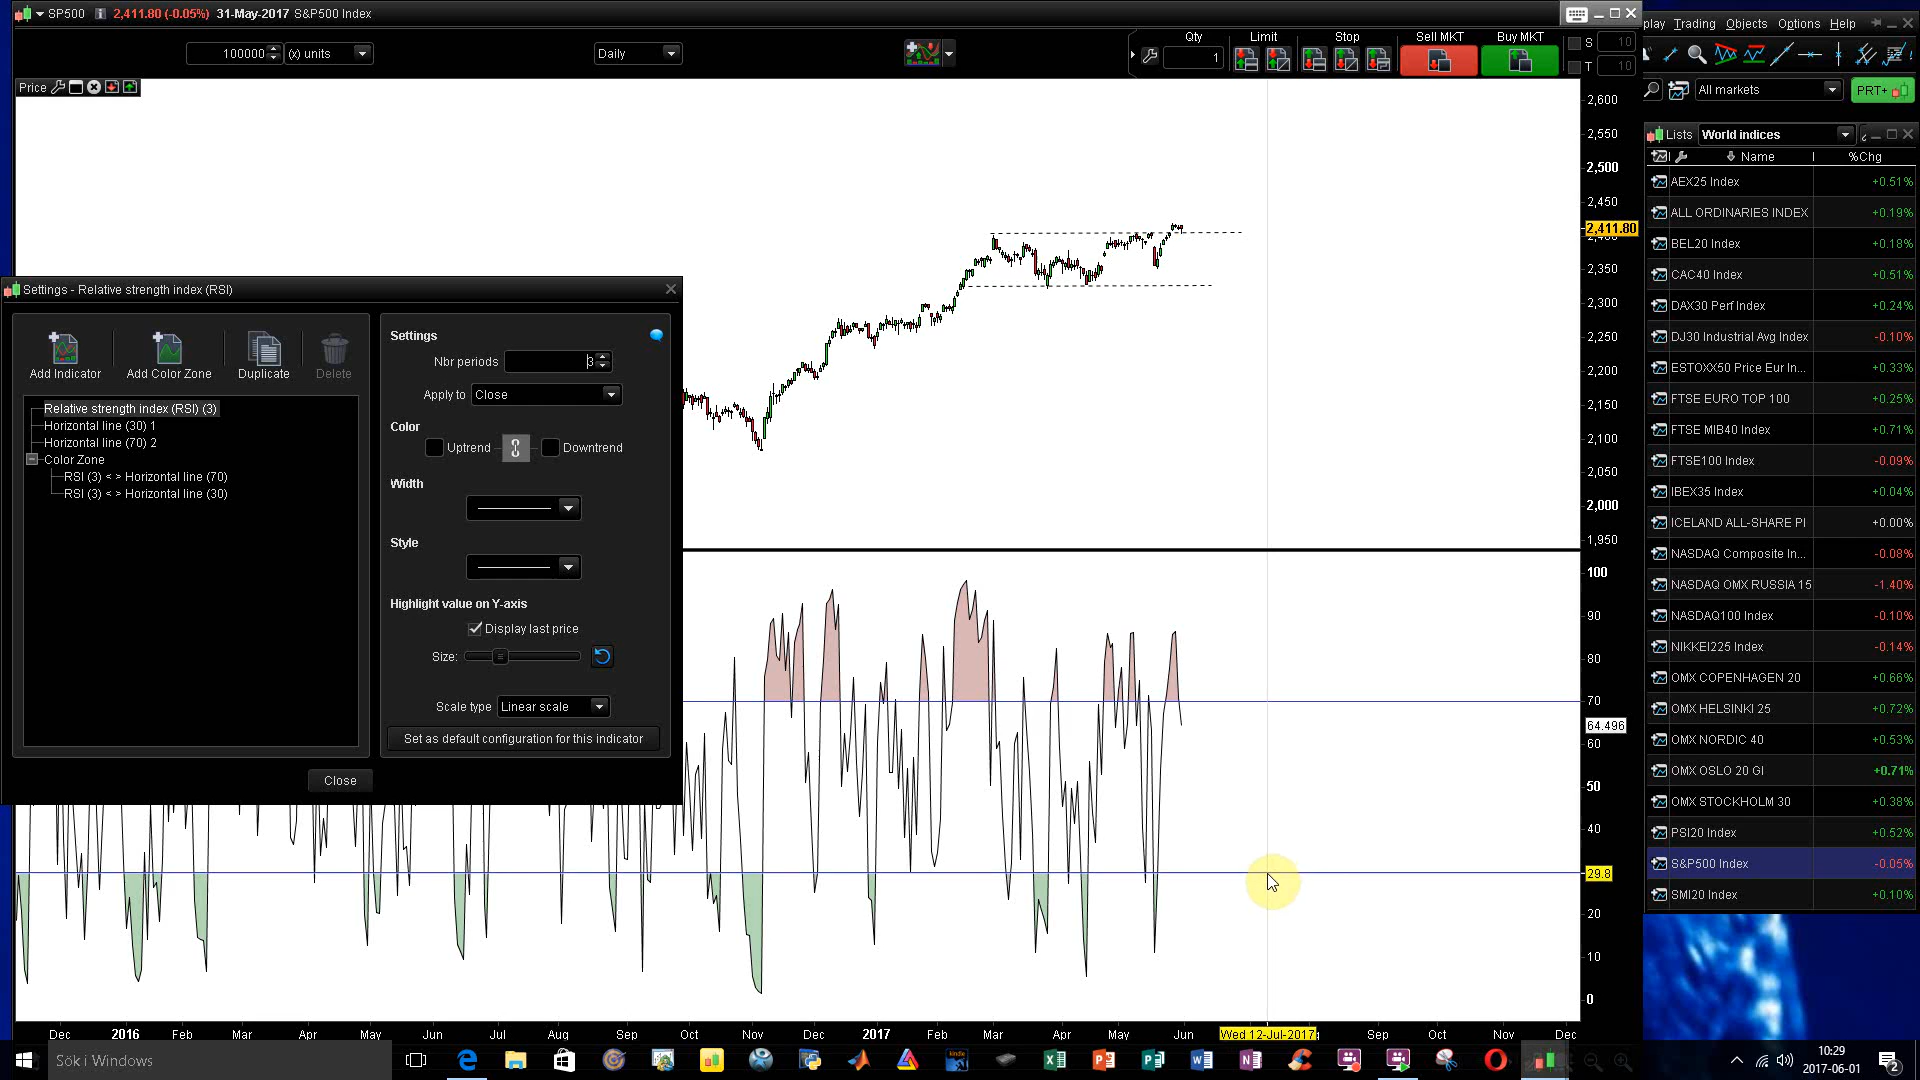 SP500 2,411.80 (-0.05%) 31-May-2017 S&P500 Index
play Trading Objects Options Help
100000 (x) units Daily
Qty Limit Stop Sell MKT Buy MKT
1
S 10
T 10
All markets PRT+
Price
Lists World indices
Name %Chg
AEX25 Index +0.51%
ALL ORDINARIES INDEX +0.19%
BEL20 Index +0.18%
CAC40 Index +0.51%
DAX30 Perf Index +0.24%
DJ30 Industrial Avg Index -0.10%
ESTOXX50 Price Eur In... +0.33%
FTSE EURO TOP 100 +0.25%
FTSE MIB40 Index +0.71%
FTSE100 Index -0.09%
IBEX35 Index +0.04%
ICELAND ALL-SHARE PI +0.00%
NASDAQ Composite In... -0.08%
NASDAQ OMX RUSSIA 15 -1.40%
NASDAQ100 Index -0.10%
NIKKEI225 Index -0.14%
OMX COPENHAGEN 20 +0.66%
OMX HELSINKI 25 +0.72%
OMX NORDIC 40 +0.53%
OMX OSLO 20 GI +0.71%
OMX STOCKHOLM 30 +0.38%
PSI20 Index +0.52%
S&P500 Index -0.05%
SMI20 Index +0.10%
2,600
2,550
2,500
2,450
2,411.80
2,350
2,300
2,250
2,200
2,150
2,100
2,050
2,000
1,950
Settings - Relative strength index (RSI)
Add Indicator Add Color Zone Duplicate Delete
Relative strength index (RSI) (3)
Horizontal line (30) 1
Horizontal line (70) 2
Color Zone
RSI (3) < > Horizontal line (70)
RSI (3) < > Horizontal line (30)
Settings
Nbr periods 3
Apply to Close
Color
Uptrend Downtrend
Width
Style
Highlight value on Y-axis
Display last price
Size:
Scale type Linear scale
Set as default configuration for this indicator
Close
100
90
80
70
64.496
60
50
40
29.8
20
10
0
Dec 2016 Feb Mar Apr Jun Jul Aug Sep Oct Nov Dec 2017 Feb Mar Apr May Jun Wed 12-Jul-2017 Sep Oct Nov Dec
Sök i Windows
kindle
10:29
2017-06-01
2